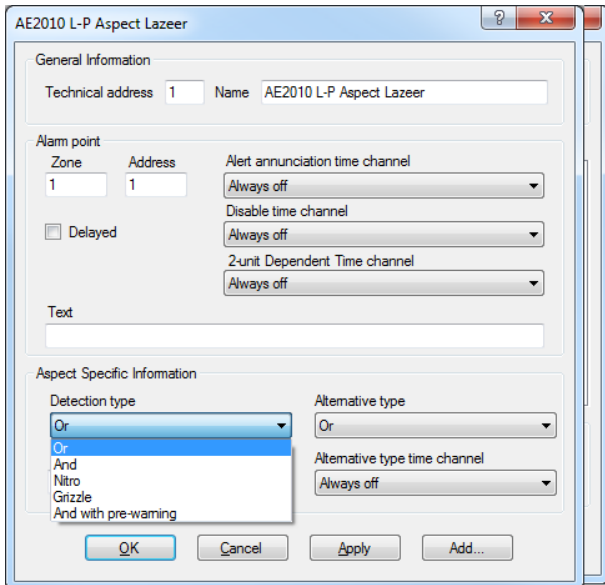 AE2010 L-P Aspect Lazeer
General Information
Technical address 1 Name AE2010 L-P Aspect Lazeer
Alarm point
Zone Address Alert annunciation time channel
1 1 Always off
Disable time channel
Delayed Always off
2-unit Dependent Time channel
Always off
Text
Aspect Specific Information
Detection type Alternative type
Or Or
Or
And Alternative type time channel
Nitro Always off
Grizzle
And with pre-warning
OK Cancel Apply Add...